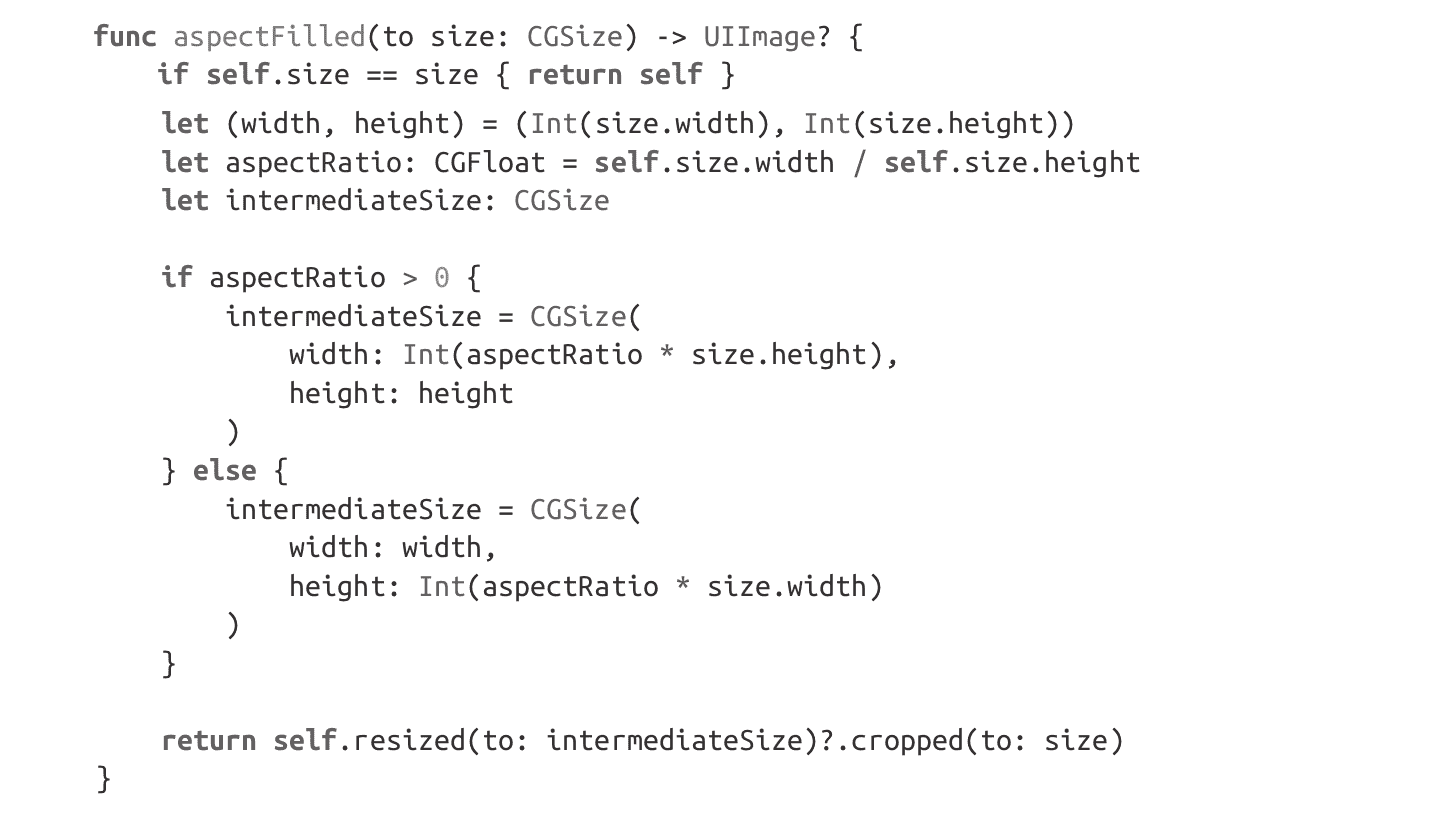 func aspectFilled(to size: CGSize) -> UIImage? {
    if self.size == size { return self }
    let (width, height) = (Int(size.width), Int(size.height))
    let aspectRatio: CGFloat = self.size.width / self.size.height
    let intermediateSize: CGSize

    if aspectRatio > 0 {
        intermediateSize = CGSize(
            width: Int(aspectRatio * size.height),
            height: height
        )
    } else {
        intermediateSize = CGSize(
            width: width,
            height: Int(aspectRatio * size.width)
        )
    }

    return self.resized(to: intermediateSize)?.cropped(to: size)
}